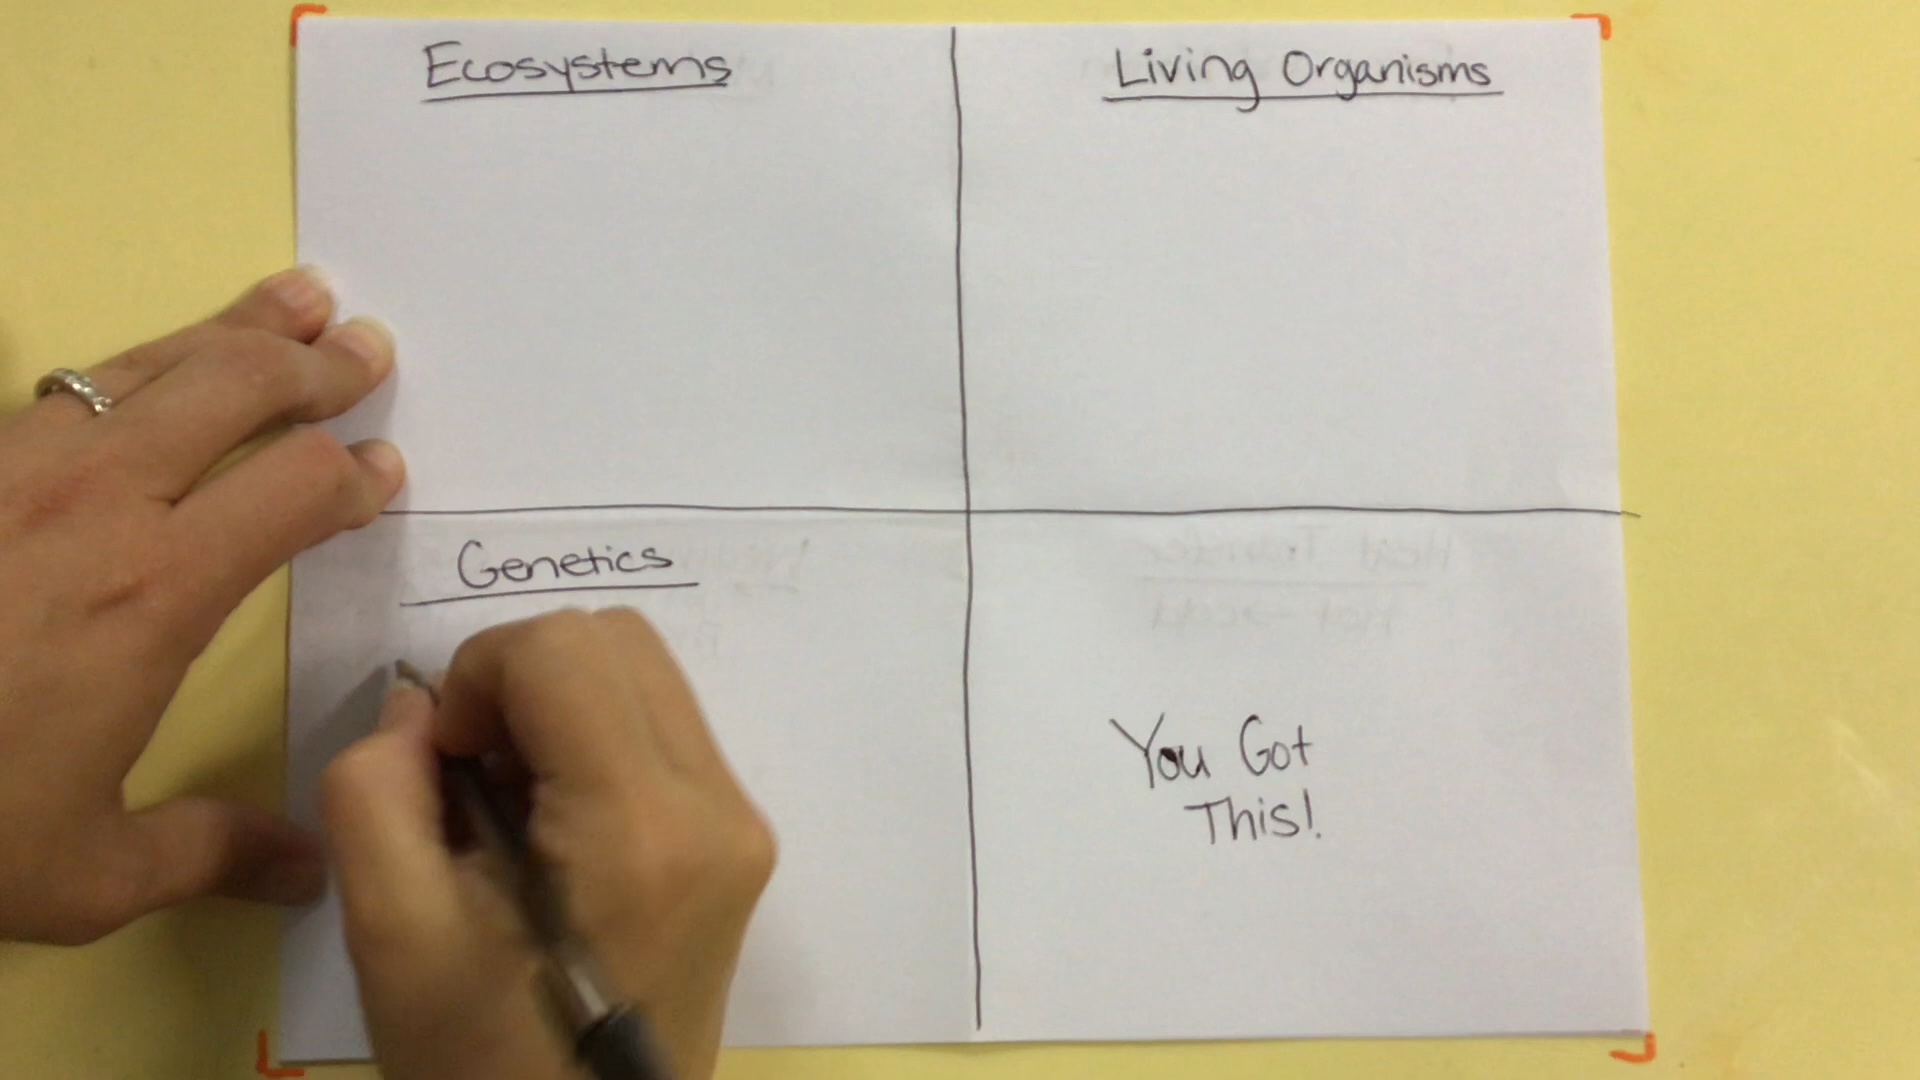 Ecosystems
Living Organisms
Genetics
You Got
This!